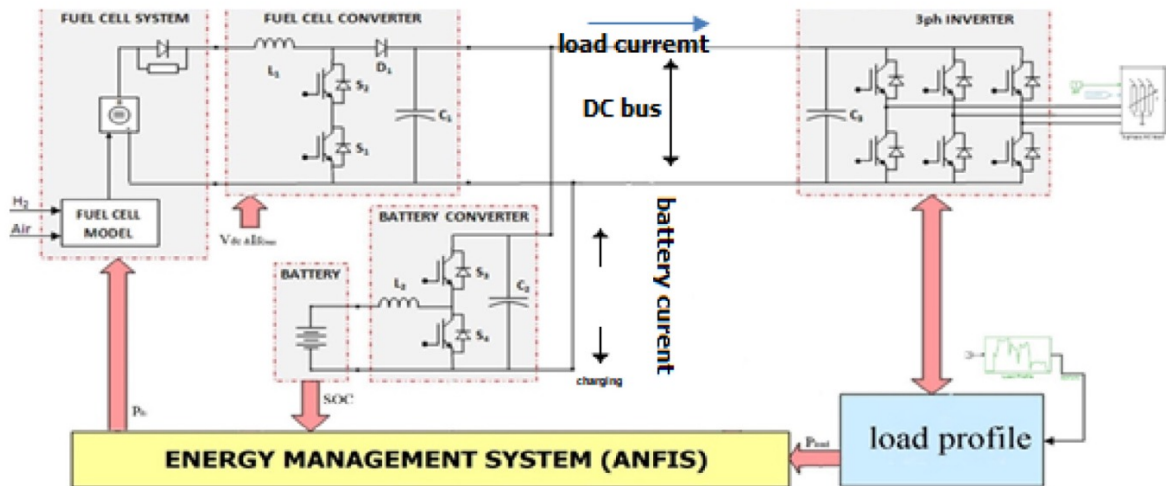 FUEL CELL SYSTEM
FUEL CELL CONVERTER
3ph INVERTER
load curremt
DC bus
L₁
D₁
S₂
S₁
C₁
C₃
H₂
Air
FUEL CELL
MODEL
BATTERY CONVERTER
BATTERY
L₂
S₃
S₄
C₂
battery curent
charging
SOC
load profile
ENERGY MANAGEMENT SYSTEM (ANFIS)